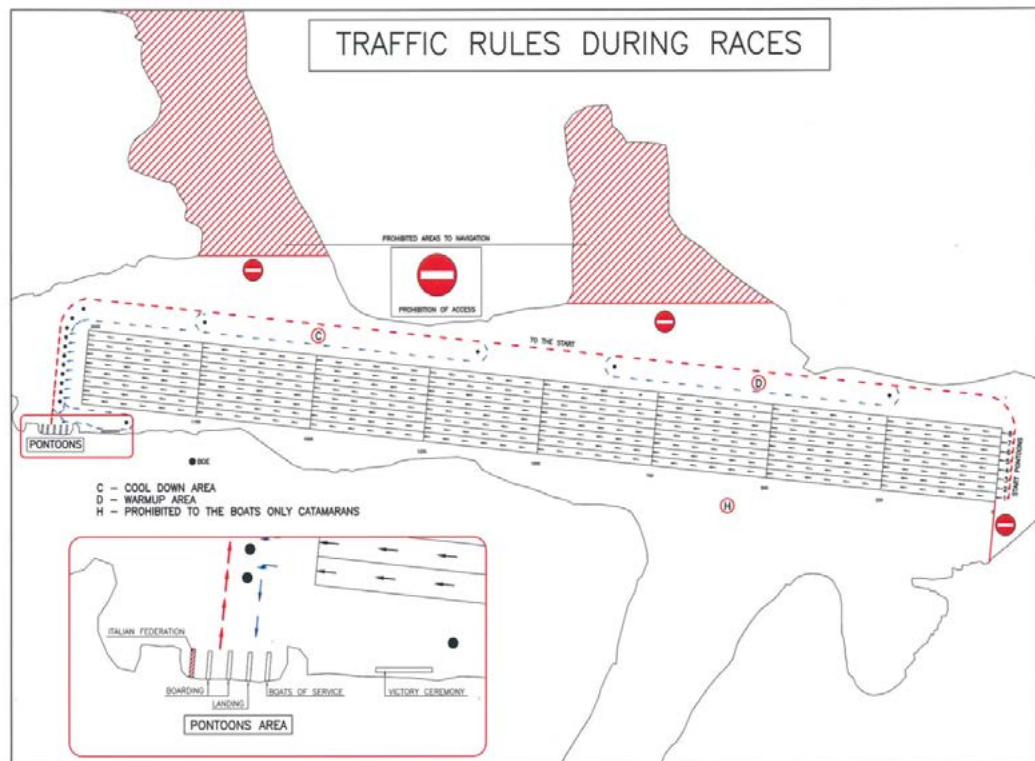 TRAFFIC RULES DURING RACES
PROHIBITED AREAS TO NAVIGATION
PROHIBITION OF ACCESS
C
TO THE START
D
START PONTOONS
PONTOONS
BOE
H
C – COOL DOWN AREA
D – WARMUP AREA
H – PROHIBITED TO THE BOATS ONLY CATAMARANS
ITALIAN FEDERATION
BOARDING
BOATS OF SERVICE
VICTORY CEREMONY
LANDING
PONTOONS AREA